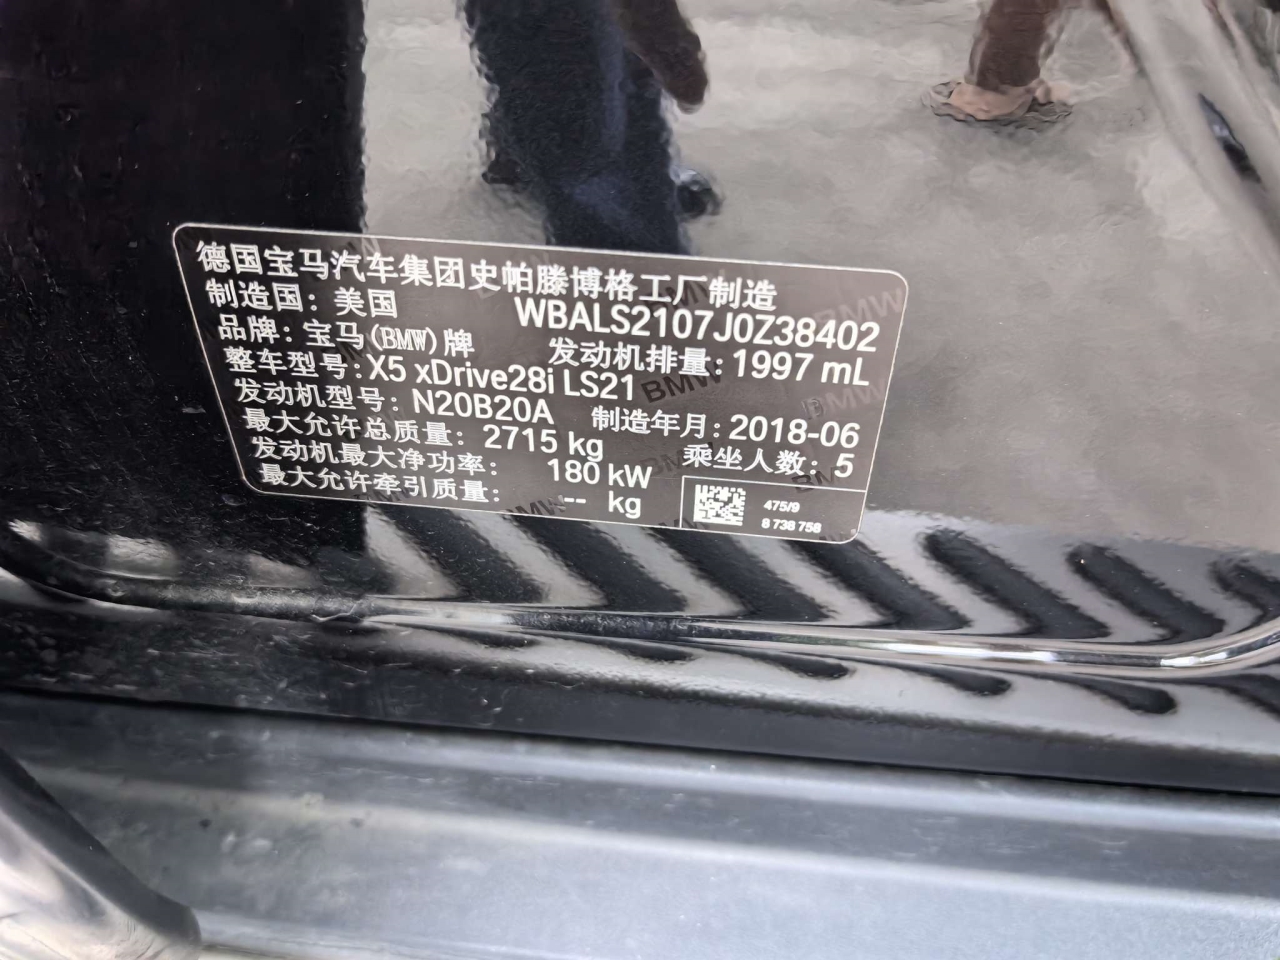 德国宝马汽车集团史帕滕博格工厂制造
制造国：美国 WBALS2107J0Z38402
品牌：宝马(BMW)牌 发动机排量：1997 mL
整车型号：X5 xDrive28i LS21
发动机型号：N20B20A 制造年月：2018-06
最大允许总质量：2715 kg 乘坐人数：5
发动机最大净功率：180 kW
最大允许牵引质量：-- kg
475/9
8 738 758